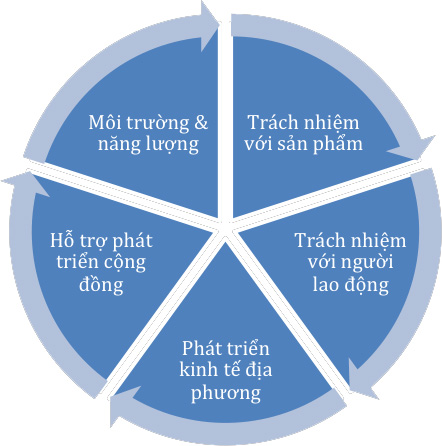 Môi trường &
năng lượng
Trách nhiệm
với sản phẩm
Hỗ trợ phát
triển cộng
đồng
Trách nhiệm
với người
lao động
Phát triển
kinh tế địa
phương